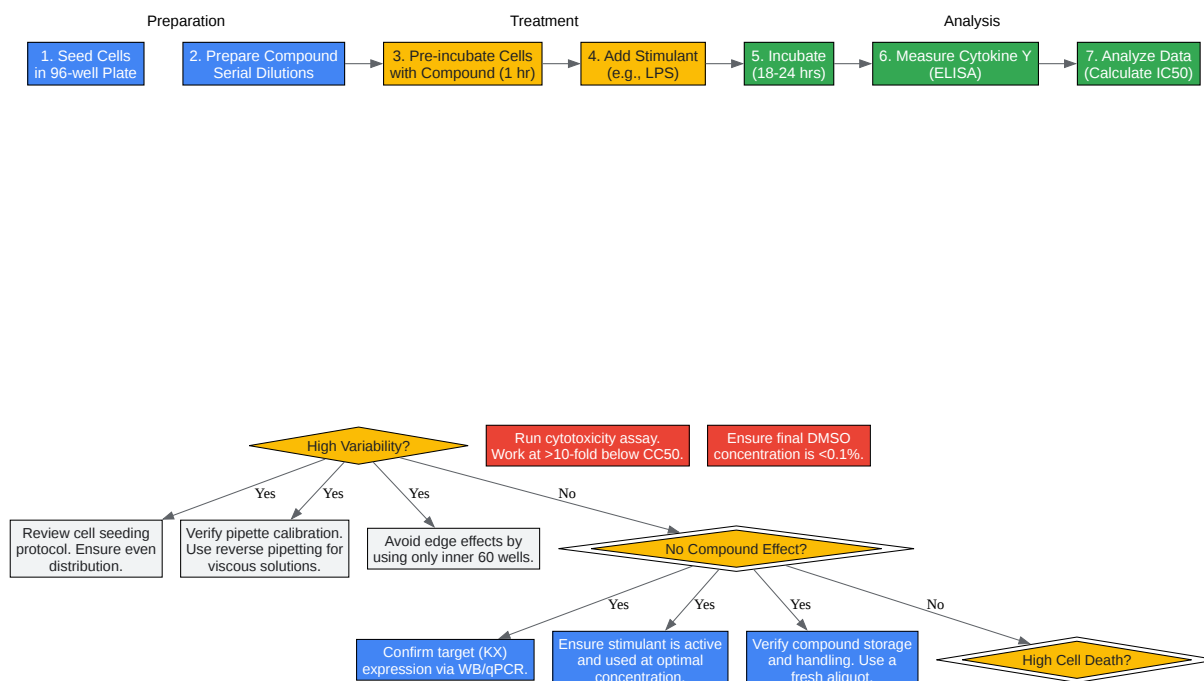 Preparation
Treatment
Analysis
1. Seed Cells
in 96-well Plate
2. Prepare Compound
Serial Dilutions
3. Pre-incubate Cells
with Compound (1 hr)
4. Add Stimulant
(e.g., LPS)
5. Incubate
(18-24 hrs)
6. Measure Cytokine Y
(ELISA)
7. Analyze Data
(Calculate IC50)
High Variability?
Run cytotoxicity assay.
Work at >10-fold below CC50.
Ensure final DMSO
concentration is <0.1%.
Yes
Yes
Yes
No
Review cell seeding
protocol. Ensure even
distribution.
Verify pipette calibration.
Use reverse pipetting for
viscous solutions.
Avoid edge effects by
using only inner 60 wells.
No Compound Effect?
Yes
Yes
Yes
No
Confirm target (KX)
expression via WB/qPCR.
Ensure stimulant is active
and used at optimal
concentration.
Verify compound storage
and handling. Use a
fresh aliquot.
High Cell Death?